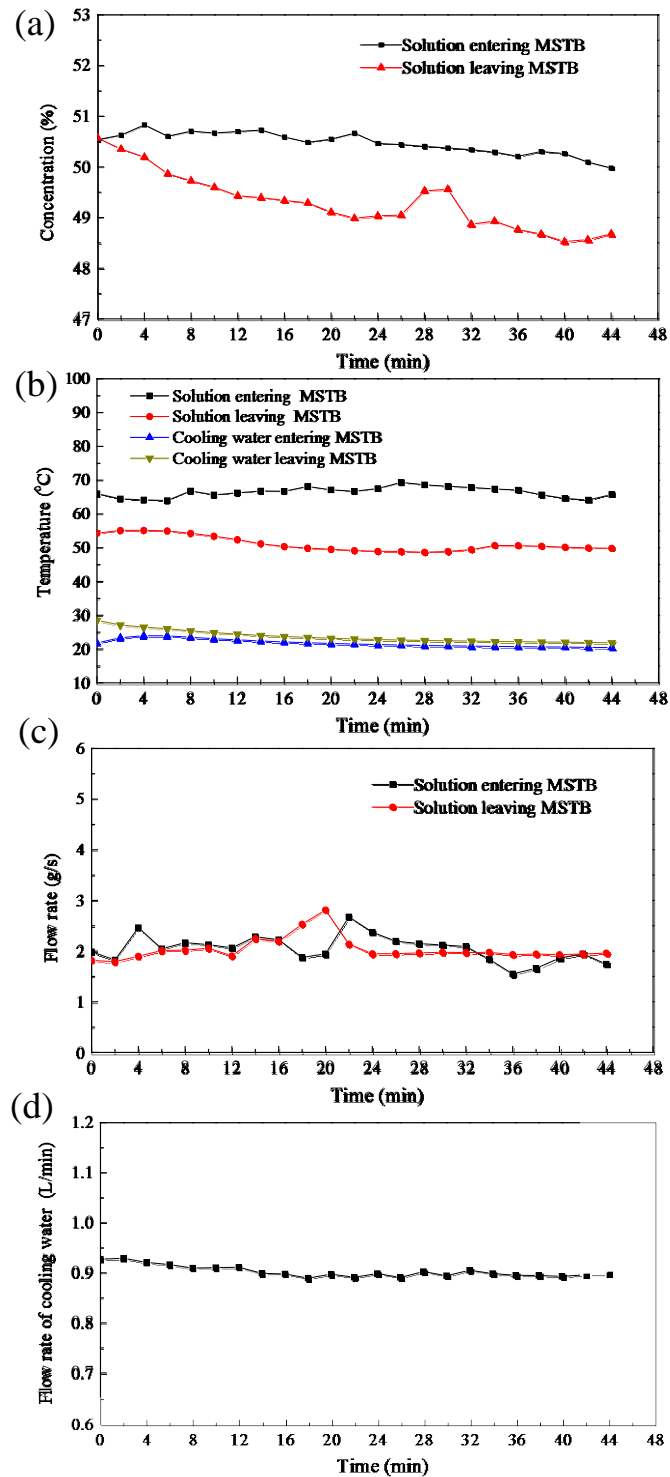 (a)
53
52
51
50
49
48
47
Concentration (%)
Solution entering MSTB
Solution leaving MSTB
0 4 8 12 16 20 24 28 32 36 40 44 48
Time (min)
(b)
100
90
80
70
60
50
40
30
20
10
Temperature (°C)
Solution entering MSTB
Solution leaving MSTB
Cooling water entering MSTB
Cooling water leaving MSTB
0 4 8 12 16 20 24 28 32 36 40 44 48
Time (min)
(c)
6
5
4
3
2
1
0
Flow rate (g/s)
Solution entering MSTB
Solution leaving MSTB
0 4 8 12 16 20 24 28 32 36 40 44 48
Time (min)
(d)
1.2
1.1
1.0
0.9
0.8
0.7
0.6
Flow rate of cooling water (L/min)
0 4 8 12 16 20 24 28 32 36 40 44 48
Time (min)